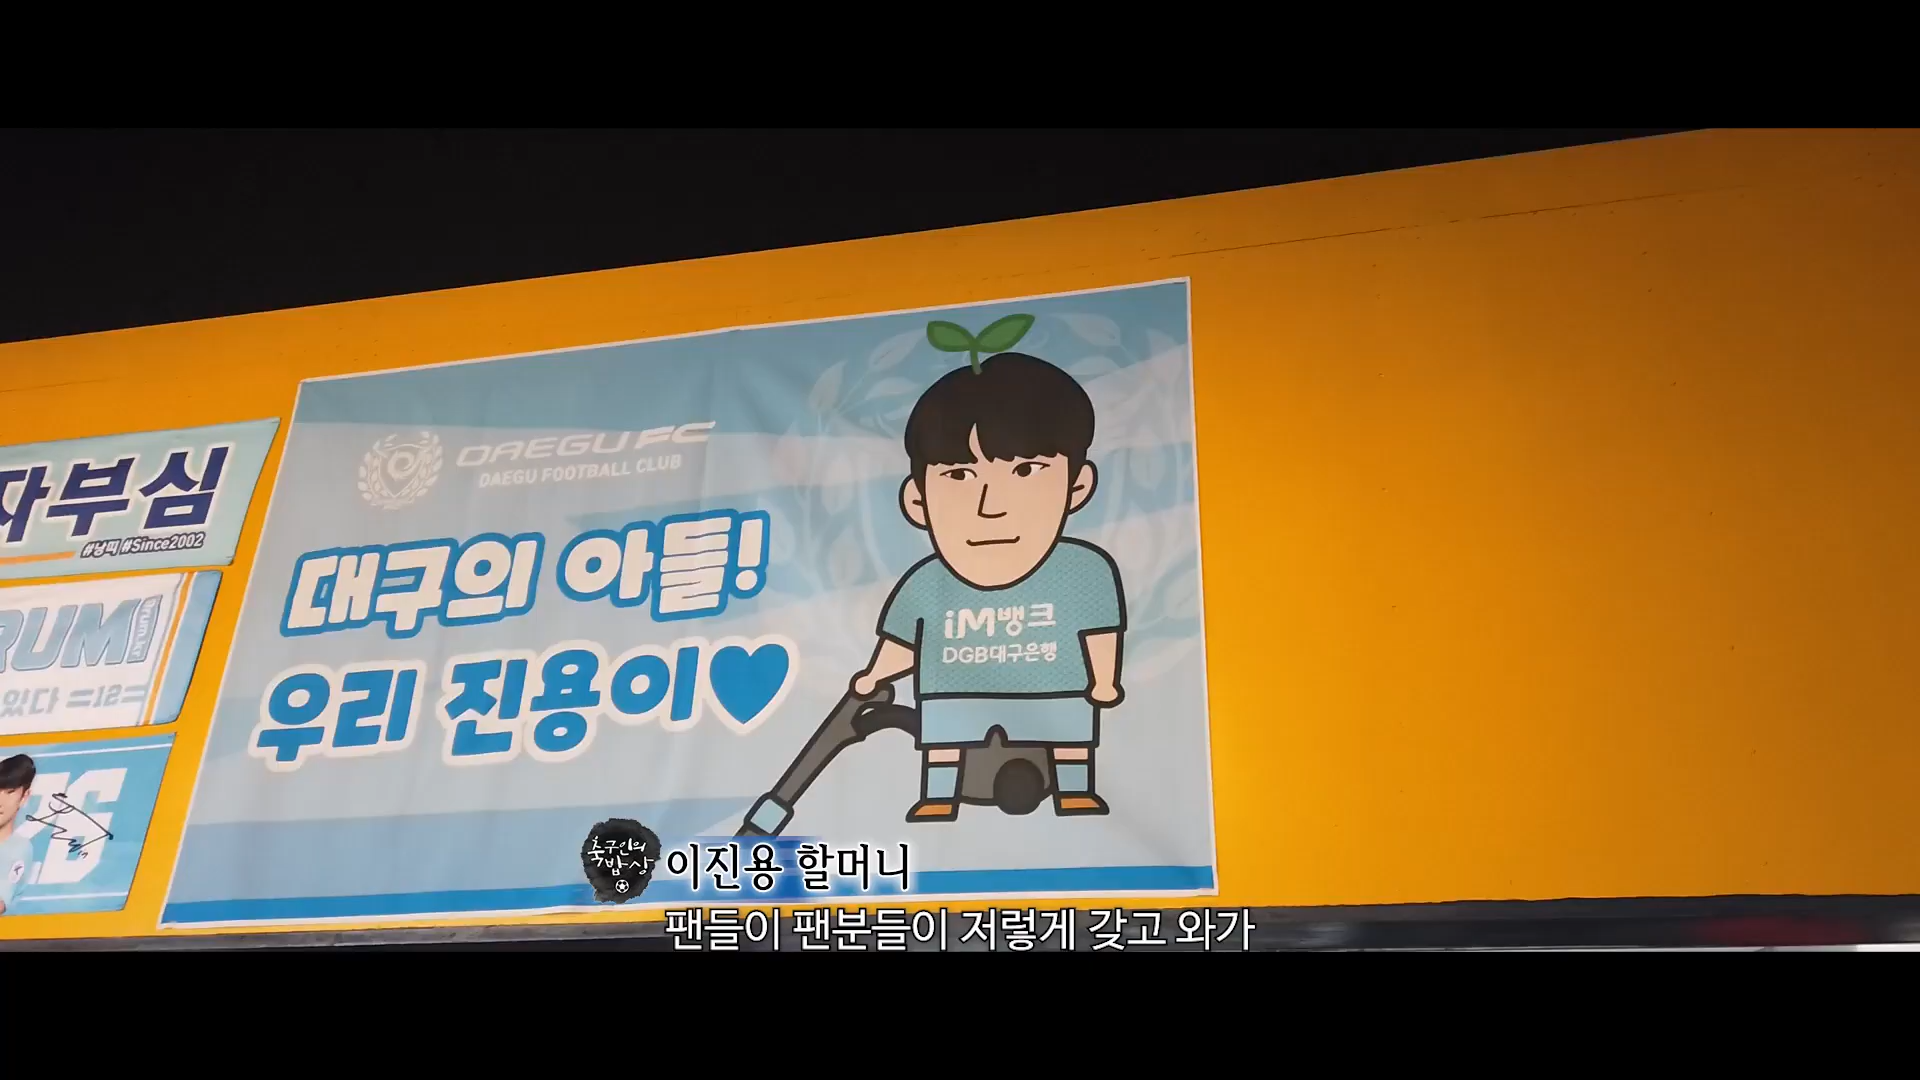 자부심
#낭띠 #Since2002
RUM
arum.kr
있다 =12=
DAEGU FC
DAEGU FOOTBALL CLUB
대구의 아들!
우리 진용이♥
iM뱅크
DGB대구은행
축구인의
밥상
이진용 할머니
팬들이 팬분들이 저렇게 갖고 와가